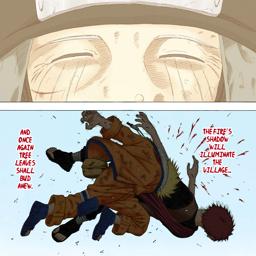 THE FIRE'S
SHADOW
WILL
ILLUMINATE
THE
VILLAGE...
AND
ONCE
AGAIN
TREE
LEAVES
SHALL
BUD
ANEW.